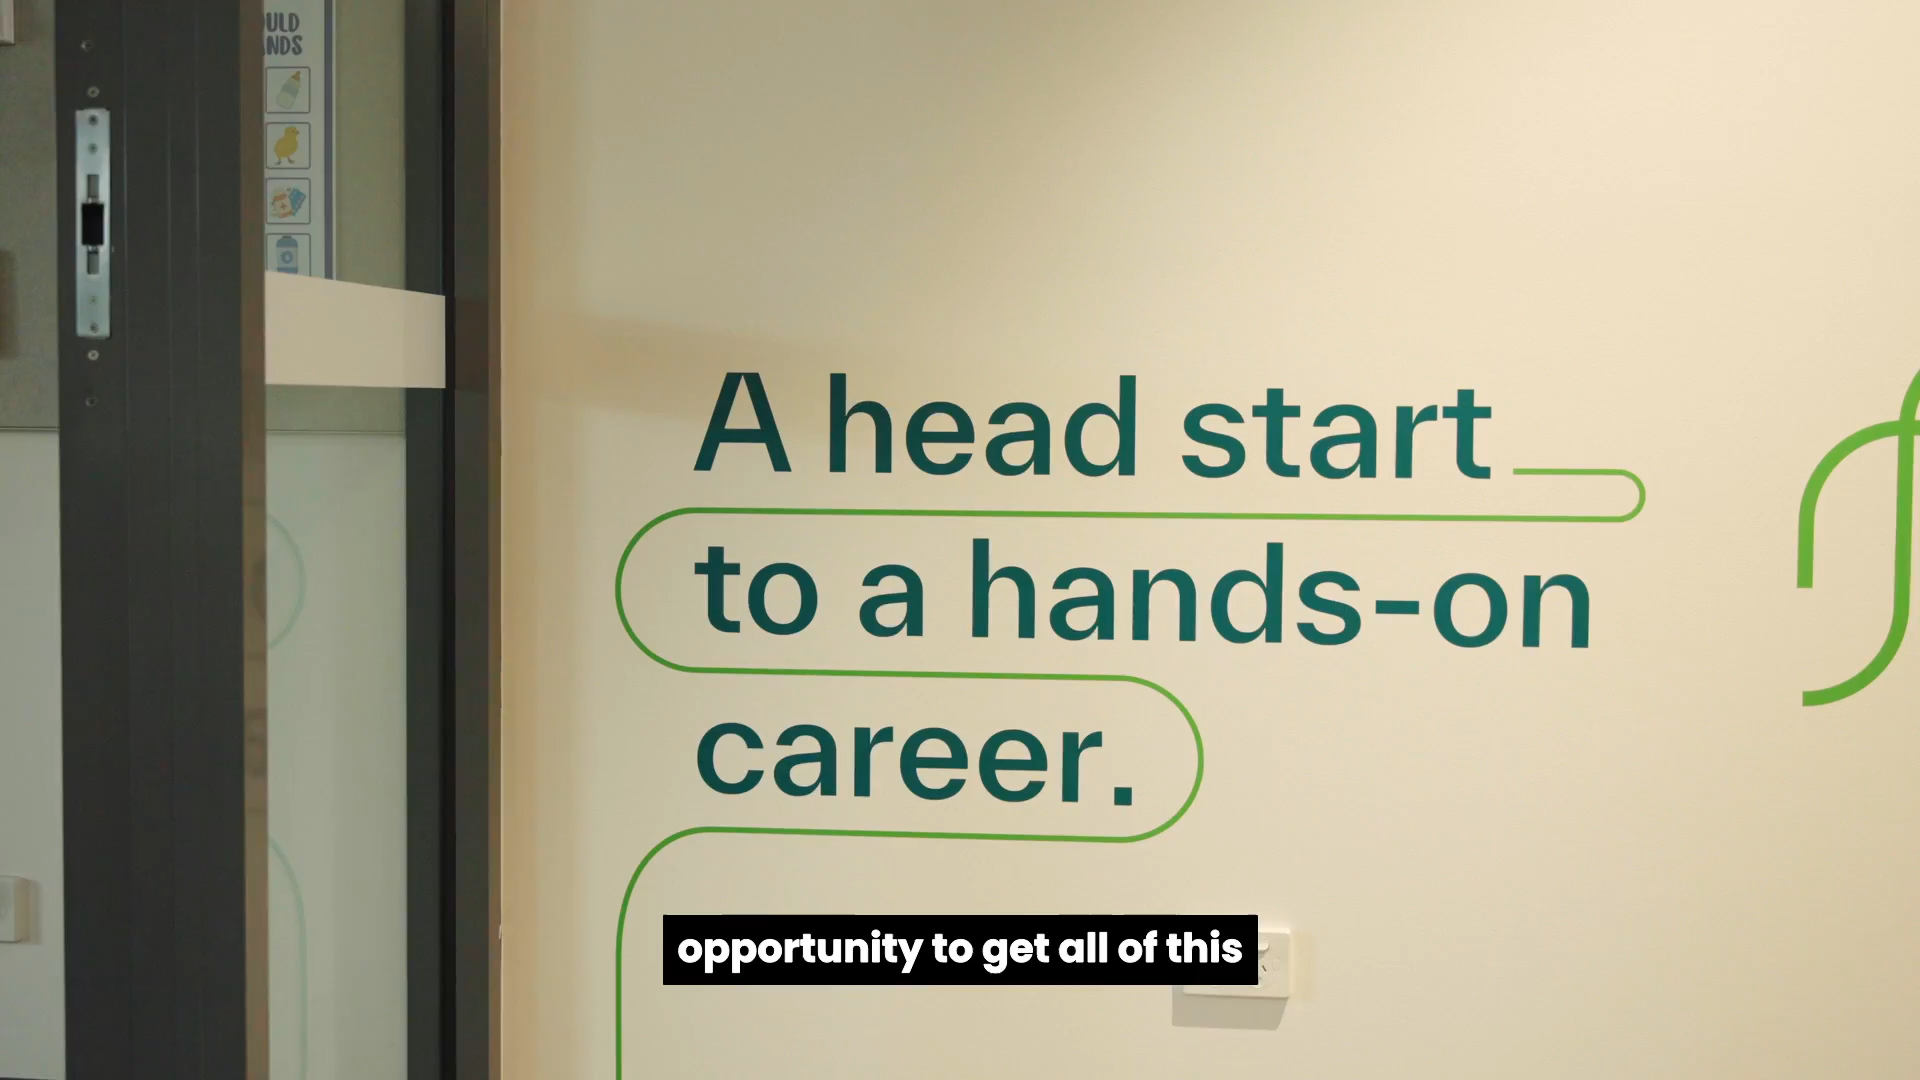 A head start
to a hands-on
career.
opportunity to get all of this